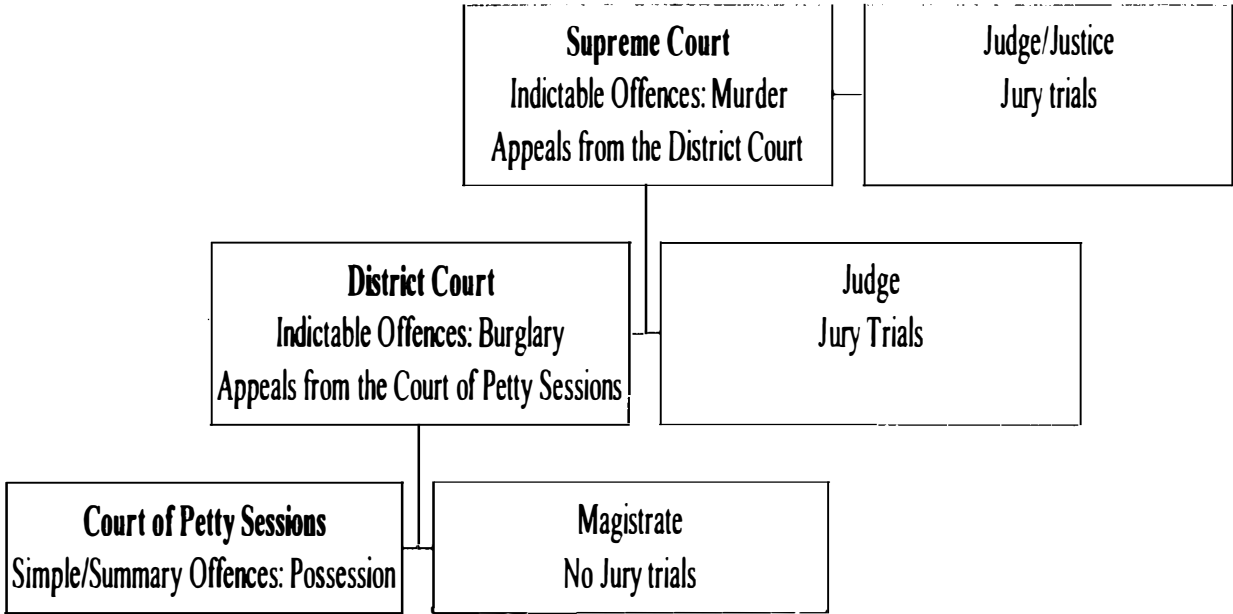 Supreme Court
Indictable Offences: Murder
Appeals from the District Court
Judge/Justice
Jury trials
District Court
Indictable Offences: Burglary
Appeals from the Court of Petty Sessions
Judge
Jury Trials
Court of Petty Sessions
Simple/Summary Offences: Possession
Magistrate
No Jury trials